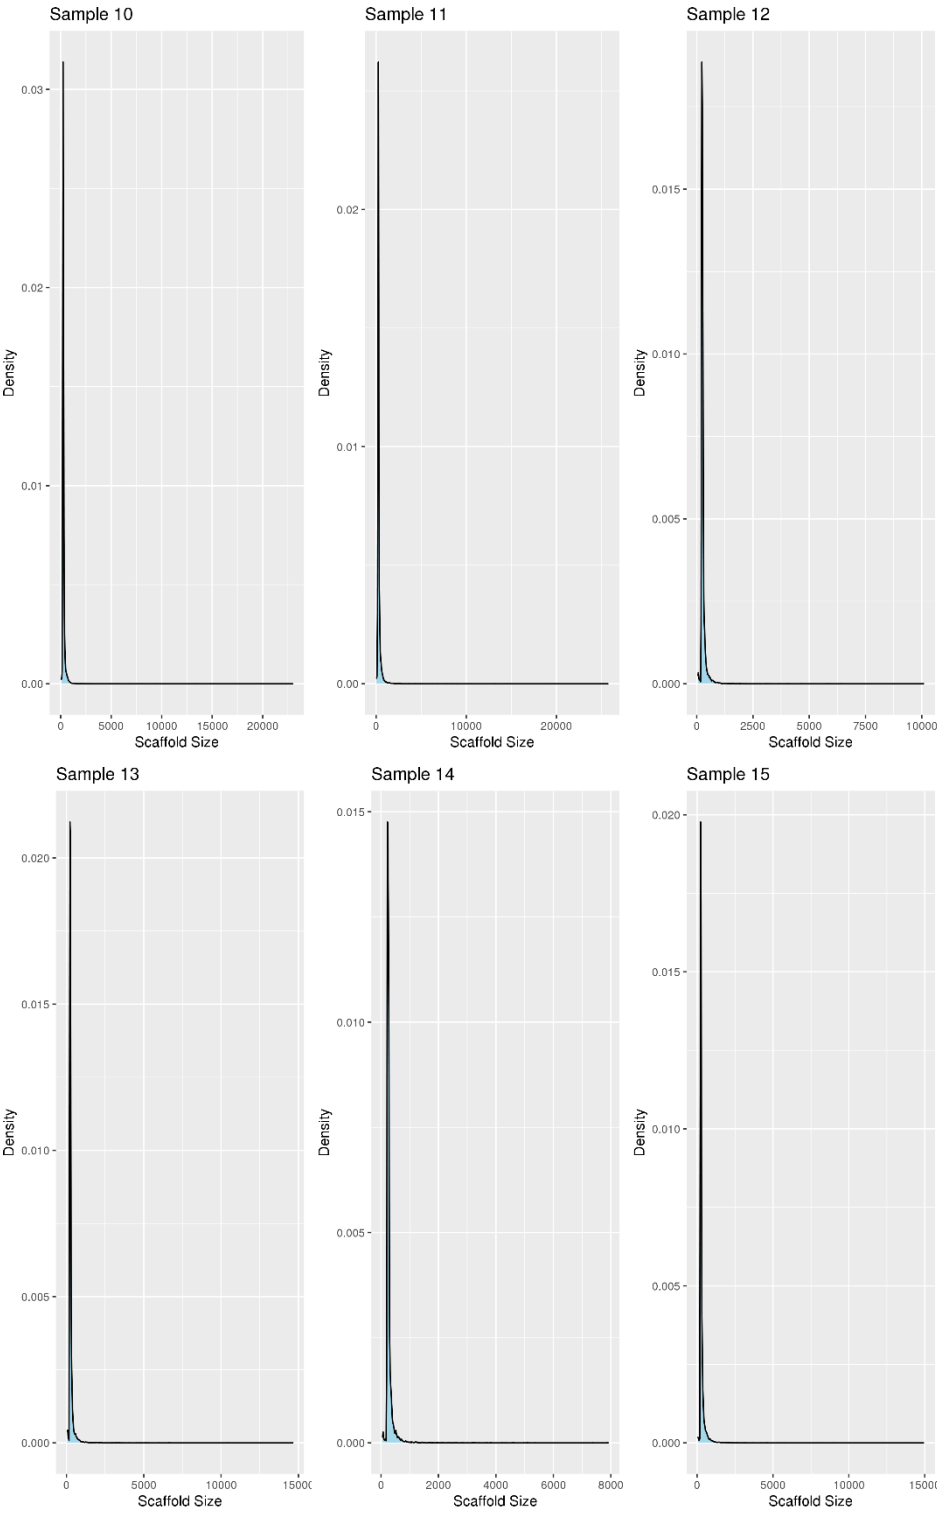 Sample 10
Sample 11
Sample 12
0.03
0.02
0.01
0.00
Density
0 5000 10000 15000 20000
Scaffold Size
0.02
0.01
0.00
Density
0 10000 20000
Scaffold Size
0.015
0.010
0.005
0.000
Density
0 2500 5000 7500 10000
Scaffold Size
Sample 13
Sample 14
Sample 15
0.020
0.015
0.010
0.005
0.000
Density
0 5000 10000 1500
Scaffold Size
0.015
0.010
0.005
0.000
Density
0 2000 4000 6000 8000
Scaffold Size
0.020
0.015
0.010
0.005
0.000
Density
0 5000 10000 1500
Scaffold Size